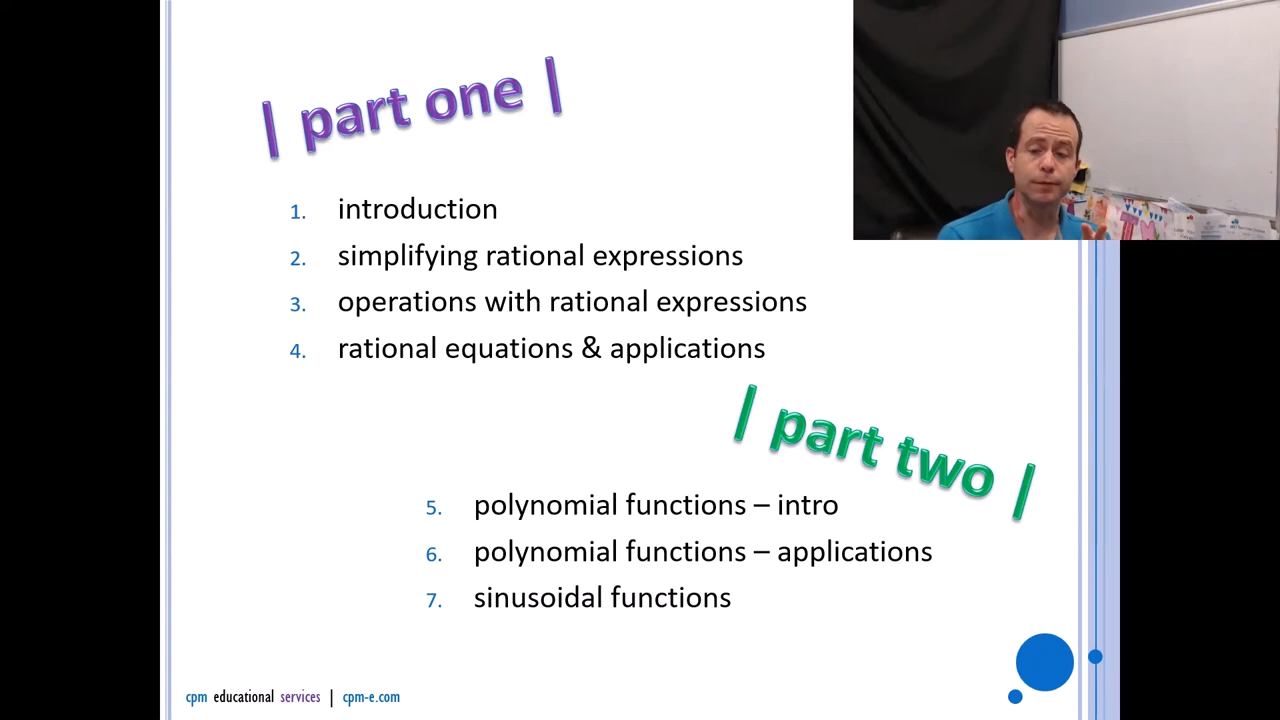 | part one |
1. introduction
2. simplifying rational expressions
3. operations with rational expressions
4. rational equations & applications
| part two |
5. polynomial functions – intro
6. polynomial functions – applications
7. sinusoidal functions
cpm educational services | cpm-e.com